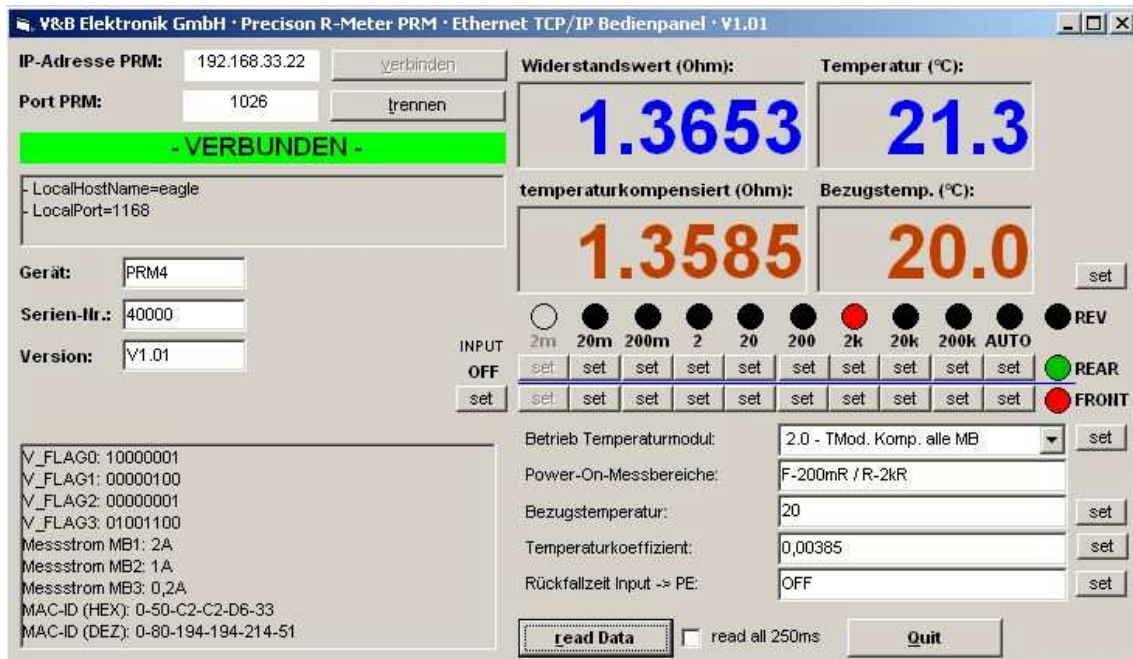 V&B Elektronik GmbH · Precison R-Meter PRM · Ethernet TCP/IP Bedienpanel · V1.01
IP-Adresse PRM: 192.168.33.22 verbinden
Port PRM: 1026 trennen
- VERBUNDEN -
- LocalHostName=eagle
- LocalPort=1168
Gerät: PRM4
Serien-Nr.: 40000
Version: V1.01
Widerstandswert (Ohm): Temperatur (°C):
1.3653 21.3
temperaturkompensiert (Ohm): Bezugstemp. (°C):
1.3585 20.0
set
REV
2m 20m 200m 2 20 200 2k 20k 200k AUTO
INPUT
OFF
set
set set set set set set set set set set REAR
set set set set set set set set set set FRONT
V_FLAG0: 10000001
V_FLAG1: 00000100
V_FLAG2: 00000001
V_FLAG3: 01001100
Messstrom MB1: 2A
Messstrom MB2: 1A
Messstrom MB3: 0,2A
MAC-ID (HEX): 0-50-C2-C2-D6-33
MAC-ID (DEZ): 0-80-194-194-214-51
Betrieb Temperaturmodul: 2.0 - TMod. Komp. alle MB set
Power-On-Messbereiche: F-200mR / R-2kR
Bezugstemperatur: 20 set
Temperaturkoeffizient: 0,00385 set
Rückfallzeit Input -> PE: OFF set
read Data read all 250ms Quit